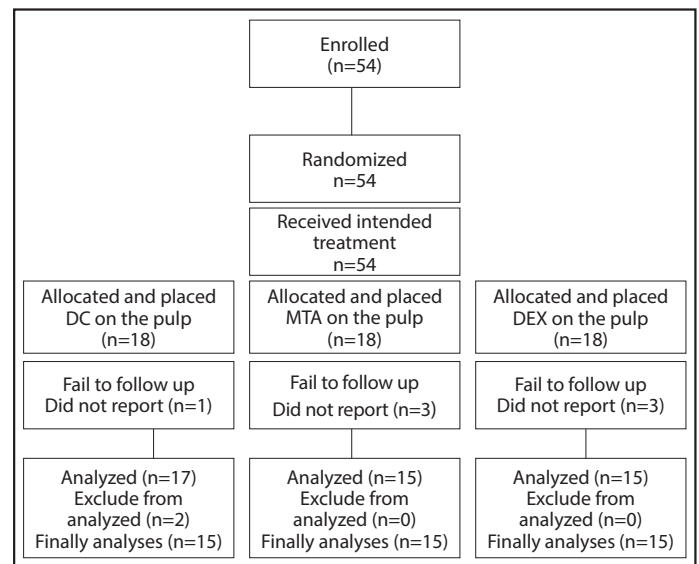 Enrolled
(n=54)
Randomized
n=54
Received intended
treatment
n=54
Allocated and placed
DC on the pulp
(n=18)
Allocated and placed
MTA on the pulp
(n=18)
Allocated and placed
DEX on the pulp
(n=18)
Fail to follow up
Did not report (n=1)
Fail to follow up
Did not report (n=3)
Fail to follow up
Did not report (n=3)
Analyzed (n=17)
Exclude from
analyzed (n=2)
Finally analyses (n=15)
Analyzed (n=15)
Exclude from
analyzed (n=0)
Finally analyses (n=15)
Analyzed (n=15)
Exclude from
analyzed (n=0)
Finally analyses (n=15)